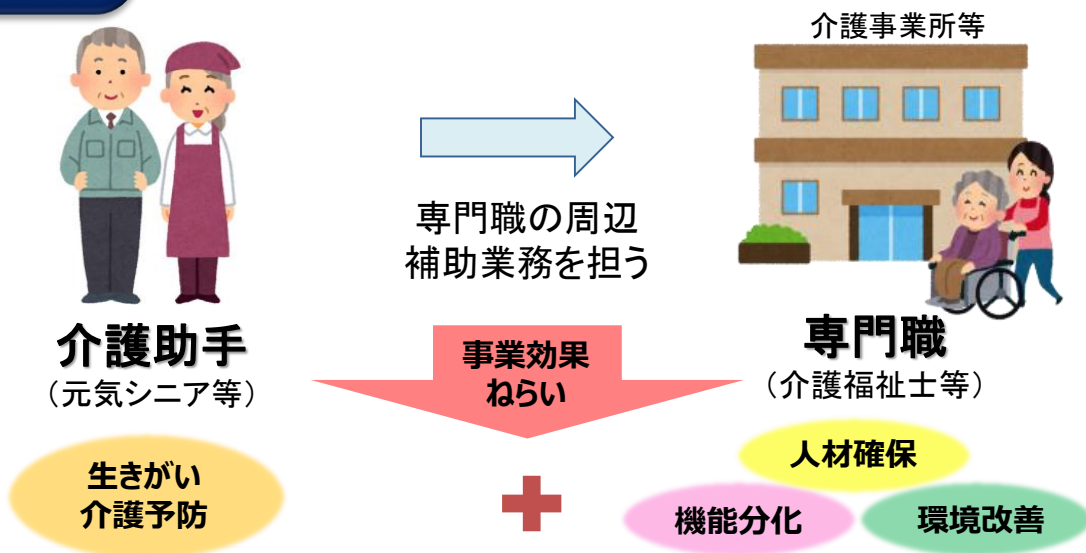 介護事業所等
専門職の周辺
補助業務を担う
介護助手
（元気シニア等）
専門職
（介護福祉士等）
事業効果
ねらい
生きがい
介護予防
人材確保
機能分化
環境改善